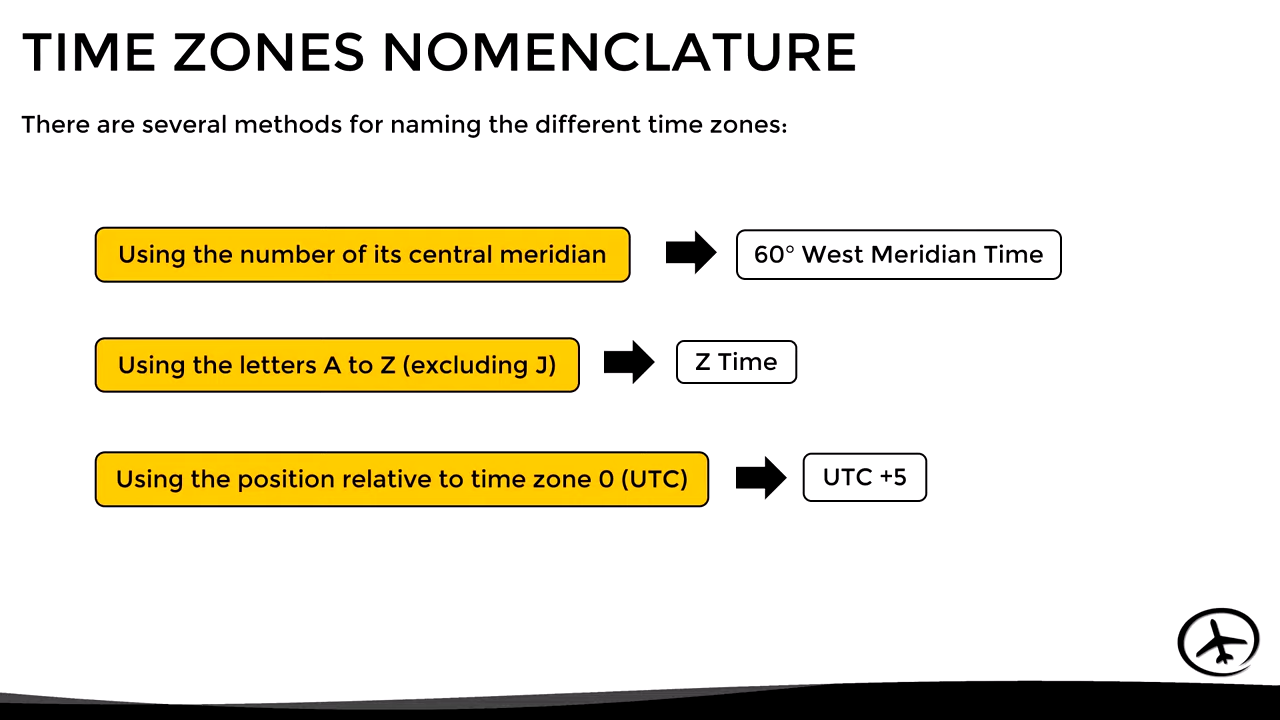 TIME ZONES NOMENCLATURE
There are several methods for naming the different time zones:
Using the number of its central meridian
60° West Meridian Time
Using the letters A to Z (excluding J)
Z Time
Using the position relative to time zone 0 (UTC)
UTC +5